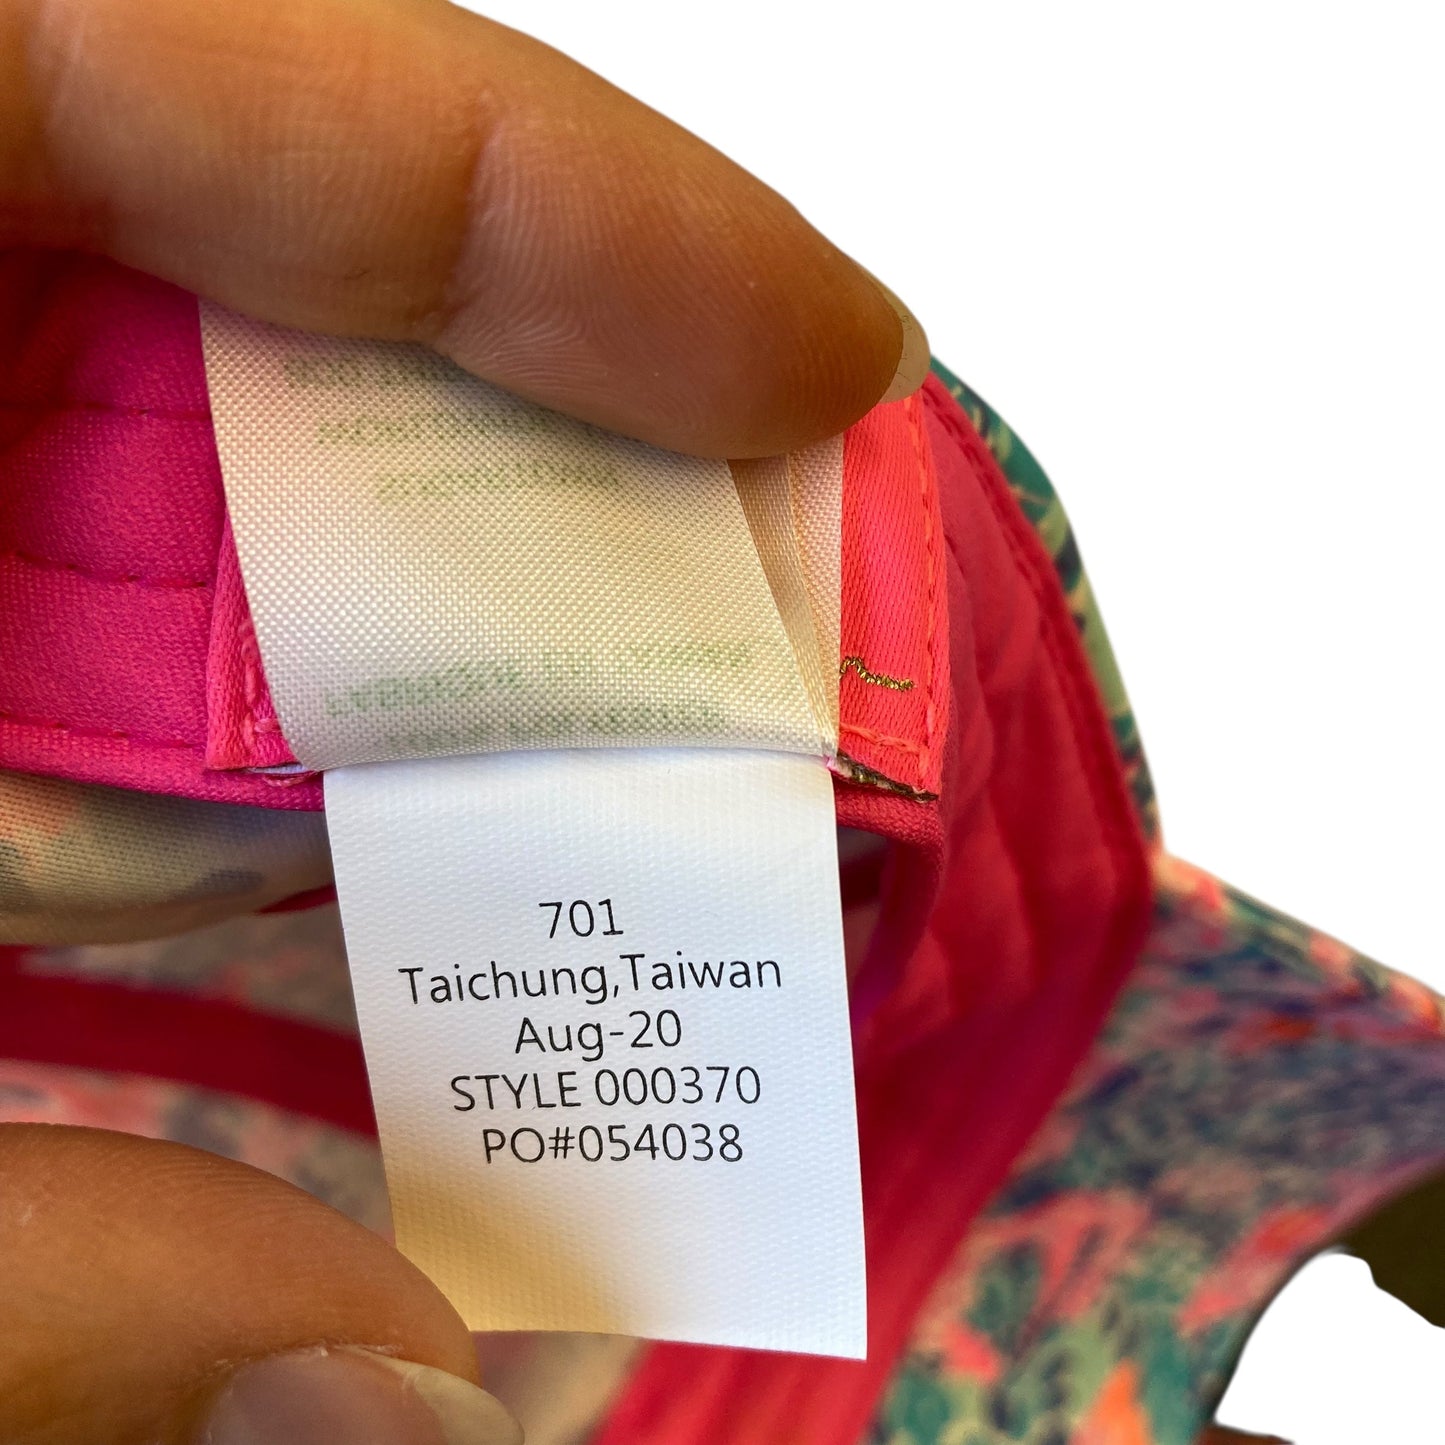 701
Taichung,Taiwan
Aug-20
STYLE 000370
PO#054038